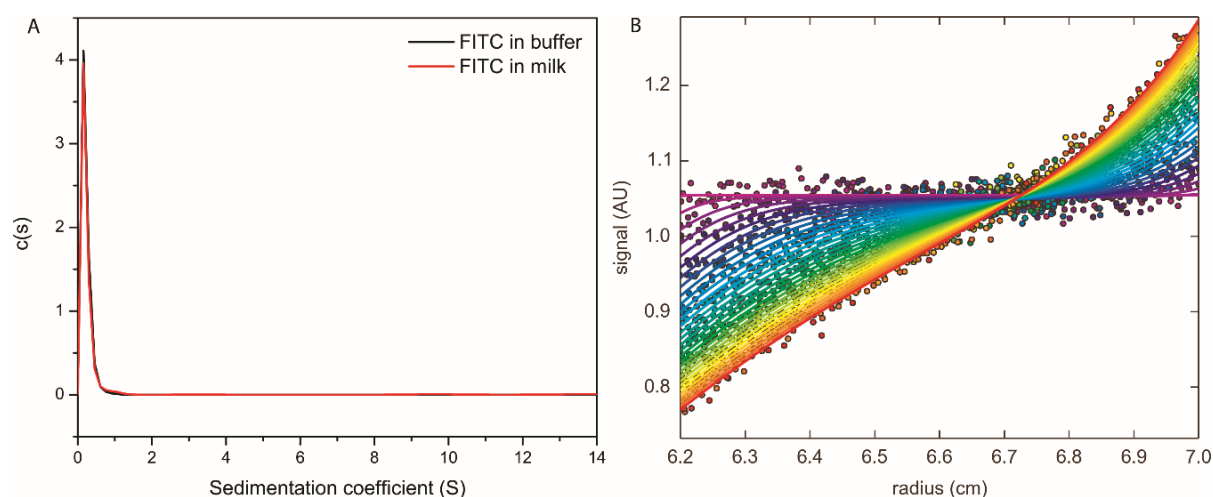 A
FITC in buffer
FITC in milk
4
3
2
1
0
c(s)
0 2 4 6 8 10 12 14
Sedimentation coefficient (S)
B
1.2
1.1
1.0
0.9
0.8
signal (AU)
6.2 6.3 6.4 6.5 6.6 6.7 6.8 6.9 7.0
radius (cm)